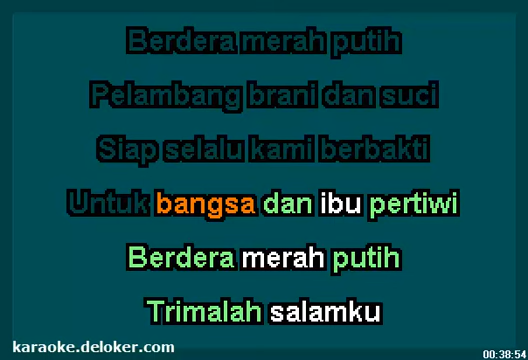 Berdera merah putih
Pelambang brani dan suci
Siap selalu kami berbakti
Untuk bangsa dan ibu pertiwi
Berdera merah putih
Trimalah salamku
karaoke.deloker.com
00:38:54